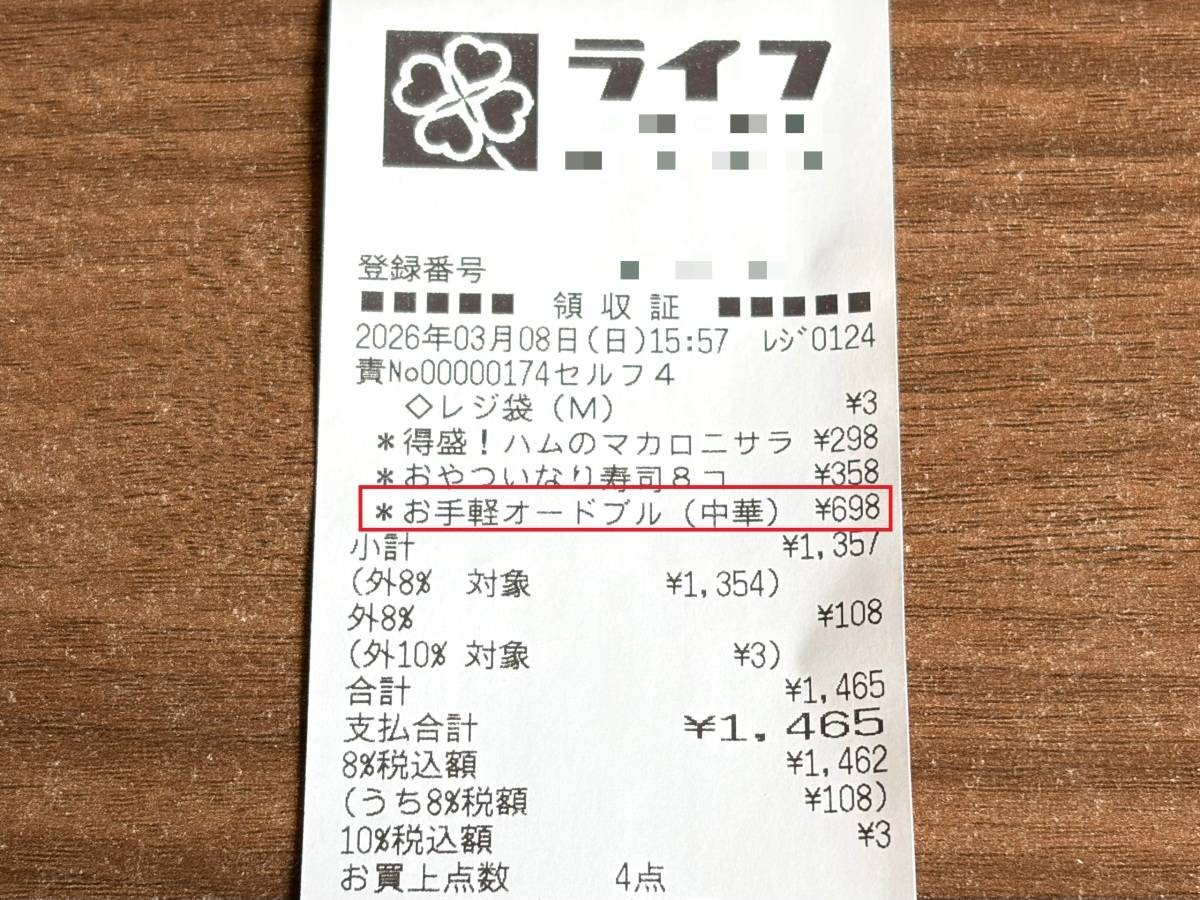 ライフ
登録番号
■■■■■ 領収証 ■■■■■
2026年03月08日(日)15:57 ﾚｼﾞ0124
責No00000174セルフ4
◇レジ袋（M） ¥3
＊得盛！ハムのマカロニサラ ¥298
＊おやついなり寿司8コ ¥358
＊お手軽オードブル（中華） ¥698
小計 ¥1,357
(外8% 対象 ¥1,354)
外8% ¥108
(外10% 対象 ¥3)
合計 ¥1,465
支払合計 ¥1,465
8%税込額 ¥1,462
(うち8%税額 ¥108)
10%税込額 ¥3
お買上点数 4点